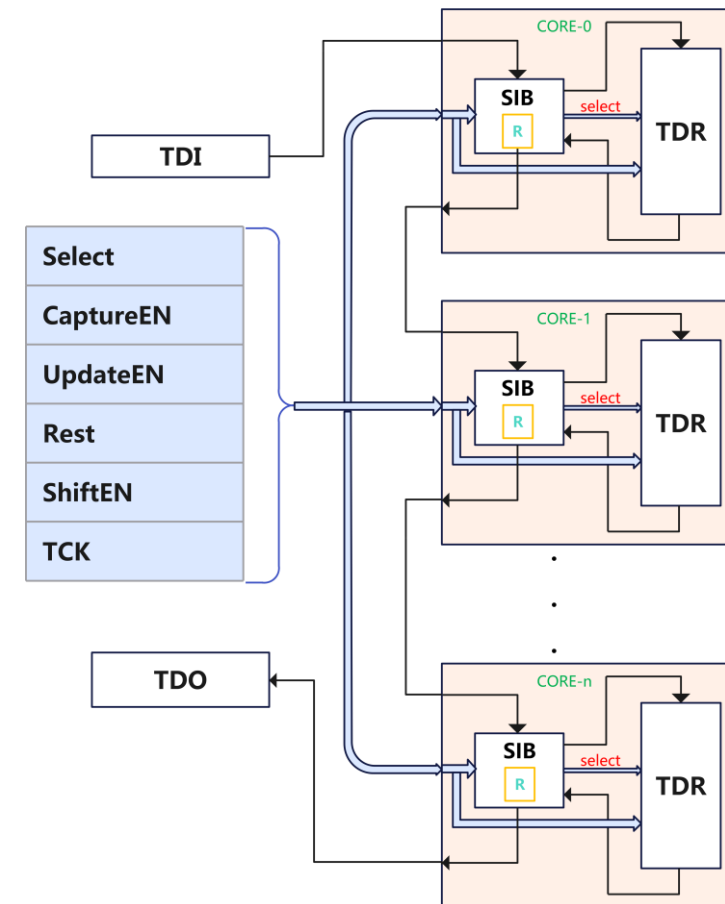 CORE-0
SIB
R
select
TDR
TDI
Select
CaptureEN
UpdateEN
Rest
ShiftEN
TCK
CORE-1
SIB
R
select
TDR
.
.
.
TDO
CORE-n
SIB
R
select
TDR